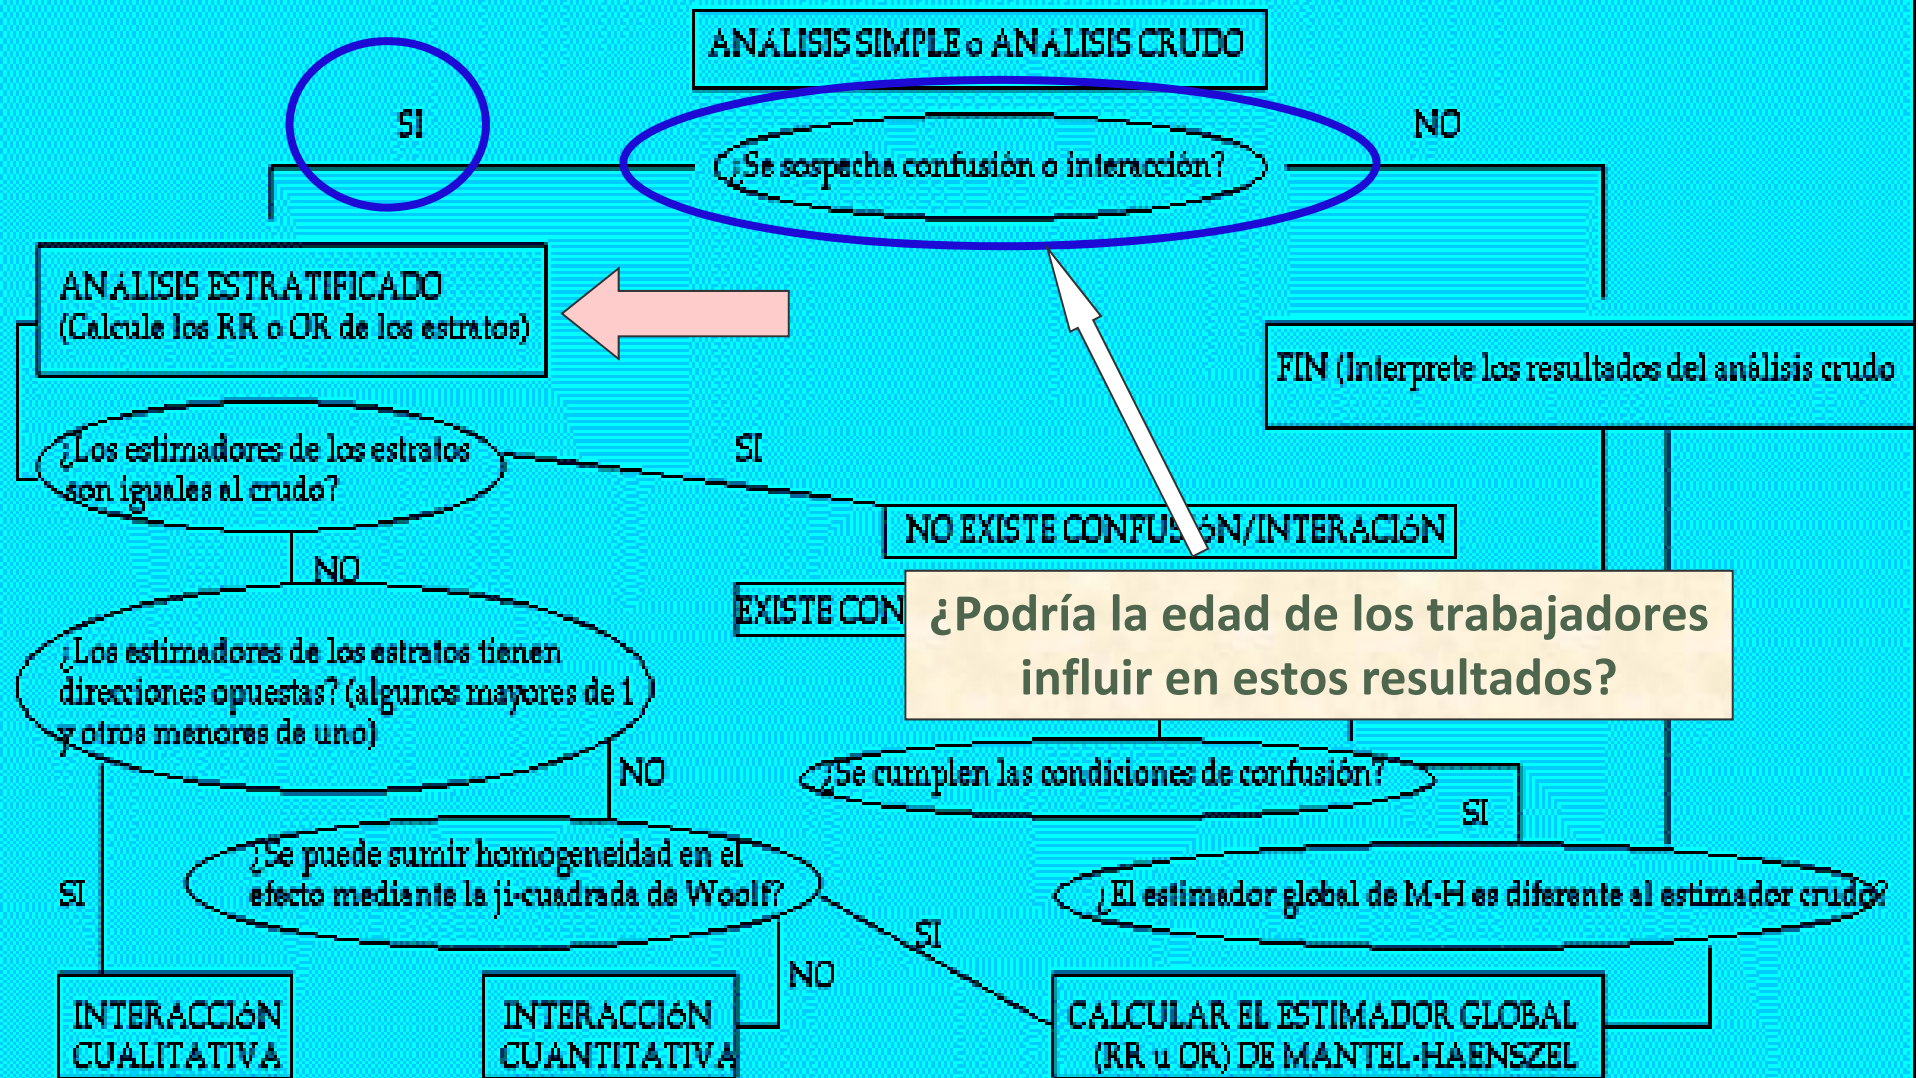 ANÁLISIS SIMPLE o ANÁLISIS CRUDO
SI
NO
¿Se sospecha confusión o interacción?
ANÁLISIS ESTRATIFICADO
(Calcule los RR o OR de los estratos)
FIN (Interprete los resultados del análisis crudo
¿Los estimadores de los estratos
son iguales al crudo?
SI
NO EXISTE CONFUSIóN/INTERACIóN
NO
EXISTE CON
¿Podría la edad de los trabajadores
influir en estos resultados?
¿Los estimadores de los estratos tienen
direcciones opuestas? (algunos mayores de 1
y otros menores de uno)
NO
¿Se cumplen las condiciones de confusión?
SI
¿Se puede sumir homogeneidad en el
efecto mediante la ji-cuadrada de Woolf?
SI
¿El estimador global de M-H es diferente al estimador crudo?
SI
NO
INTERACCIóN
CUALITATIVA
INTERACCIóN
CUANTITATIVA
CALCULAR EL ESTIMADOR GLOBAL
(RR u OR) DE MANTEL-HAENSZEL